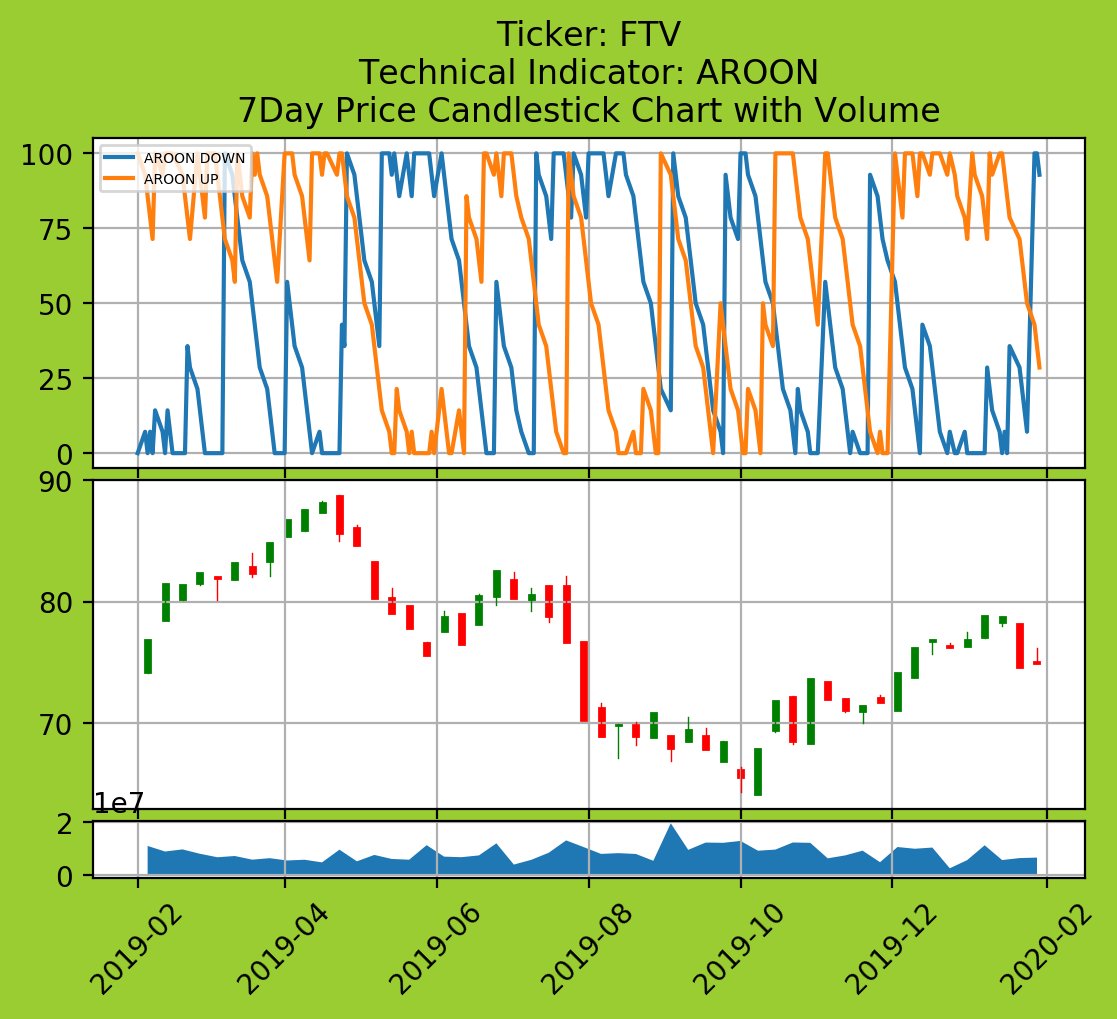 Ticker: FTV
Technical Indicator: AROON
7Day Price Candlestick Chart with Volume
100
75
50
25
0
AROON DOWN
AROON UP
90
80
70
1e7
2
0
2019-02
2019-04
2019-06
2019-08
2019-10
2019-12
2020-02